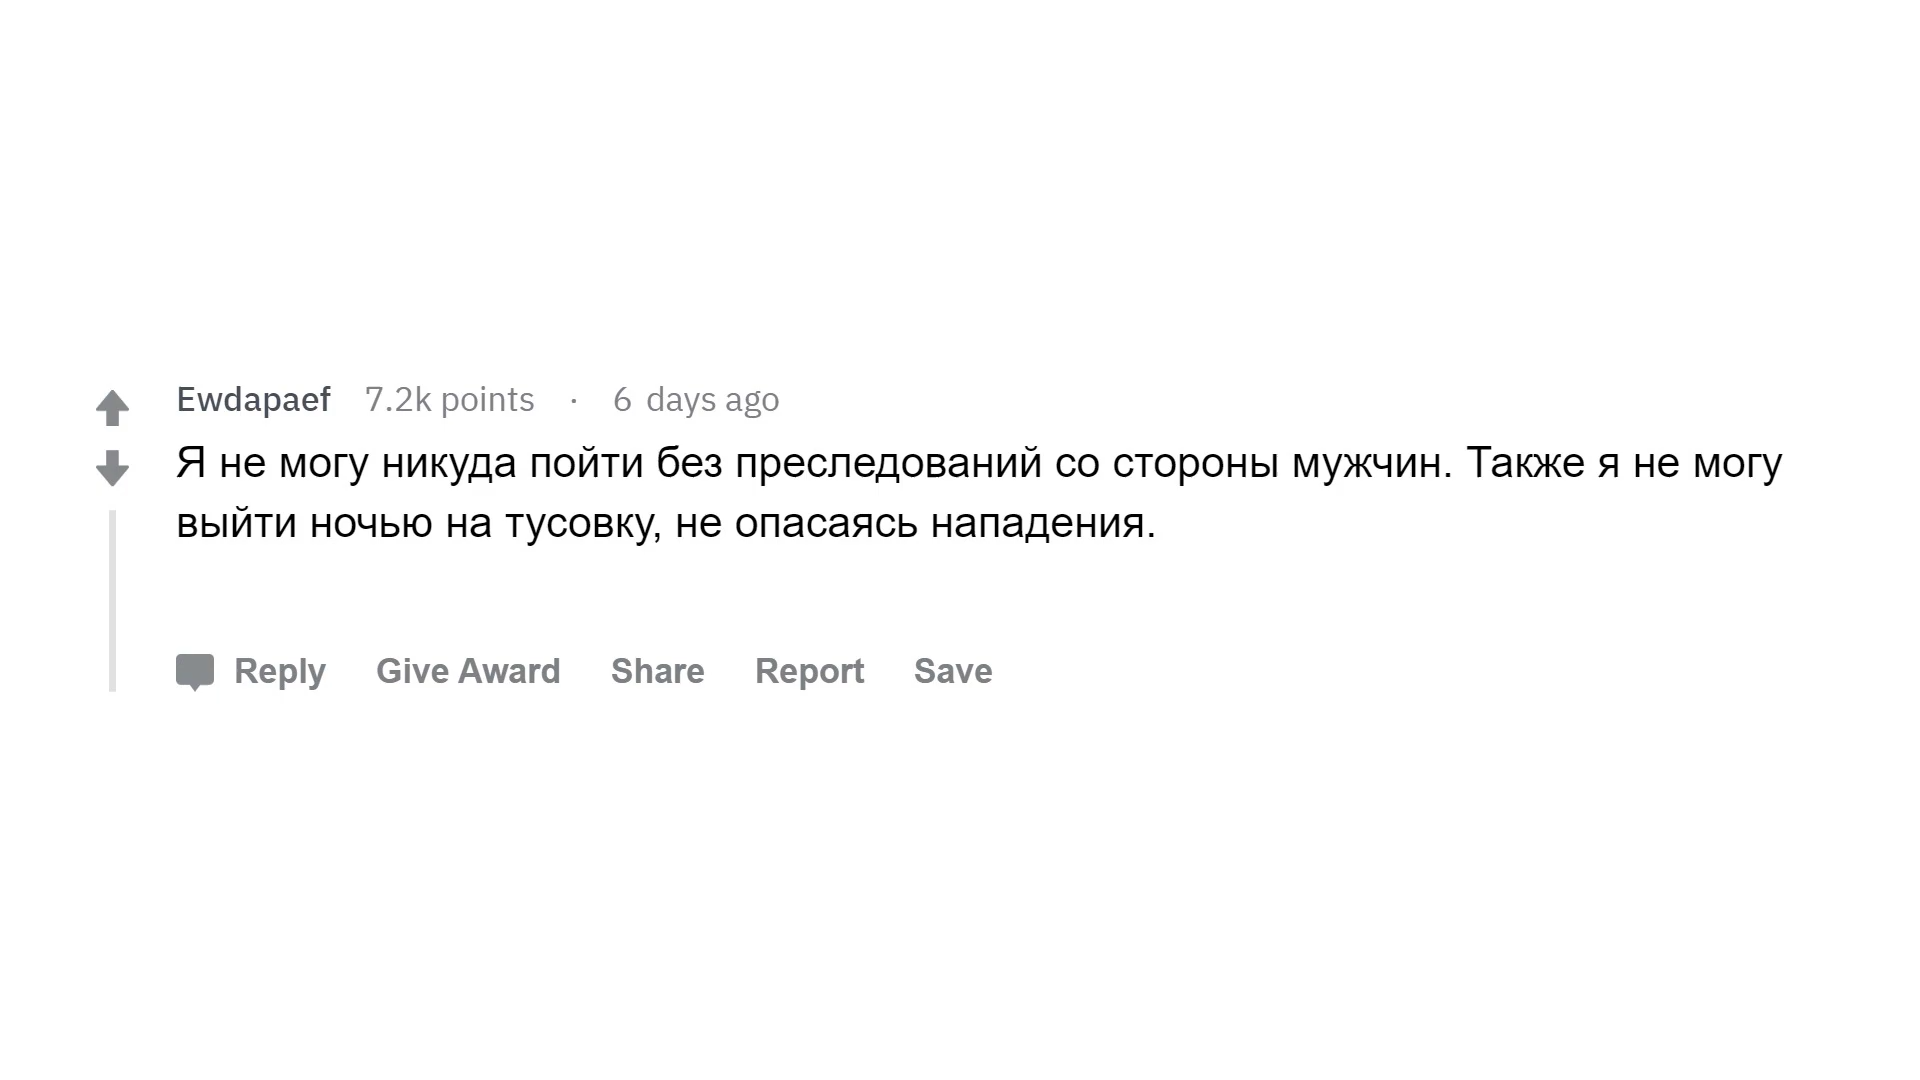 Ewdapaef 7.2k points · 6 days ago
Я не могу никуда пойти без преследований со стороны мужчин. Также я не могу
выйти ночью на тусовку, не опасаясь нападения.
Reply Give Award Share Report Save